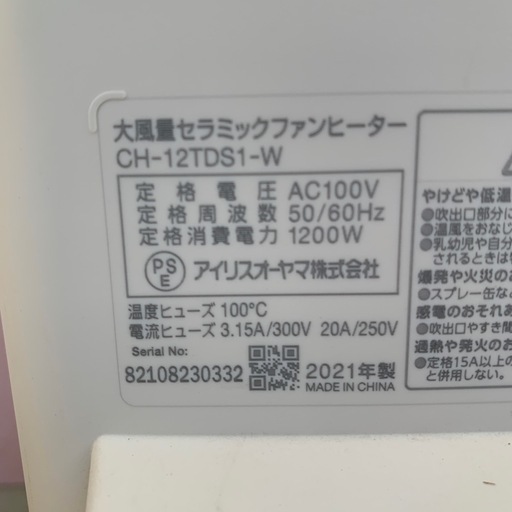 大風量セラミックファンヒーター
CH-12TDS1-W
定格電圧 AC100V
定格周波数 50/60Hz
定格消費電力 1200W
PSE アイリスオーヤマ株式会社
温度ヒューズ 100℃
電流ヒューズ 3.15A/300V 20A/250V
Serial No:
82108230332
2021年製
MADE IN CHINA
やけどや低温
●吹出口部分に
●温風をおなじ
●乳幼児や自分
されるときは特
爆発や火災のお
●スプレー缶など
感電のおそれあ
●吹出口やすき間
過熱や発火のお
●定格15A以上の
と併用しない。